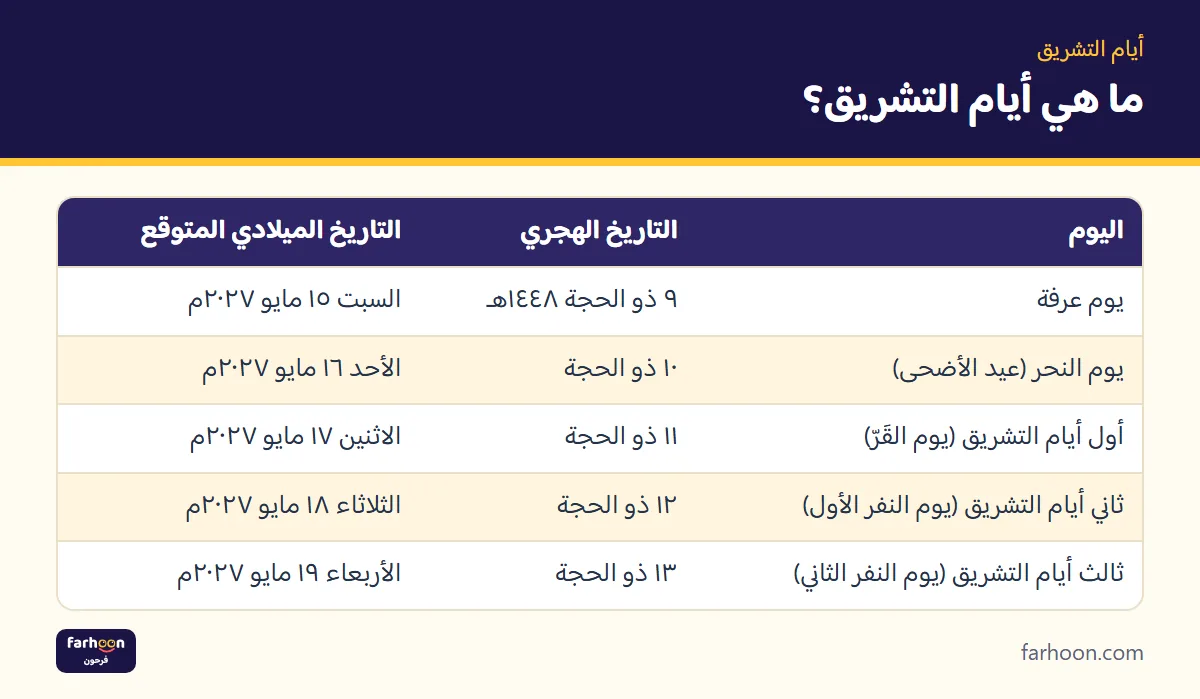 أيام التشريق
ما هي أيام التشريق؟
اليوم التاريخ الهجري التاريخ الميلادي المتوقع
يوم عرفة ٩ ذو الحجة ١٤٤٨هـ السبت ١٥ مايو ٢٠٢٧م
يوم النحر (عيد الأضحى) ١٠ ذو الحجة الأحد ١٦ مايو ٢٠٢٧م
أول أيام التشريق (يوم القَرّ) ١١ ذو الحجة الاثنين ١٧ مايو ٢٠٢٧م
ثاني أيام التشريق (يوم النفر الأول) ١٢ ذو الحجة الثلاثاء ١٨ مايو ٢٠٢٧م
ثالث أيام التشريق (يوم النفر الثاني) ١٣ ذو الحجة الأربعاء ١٩ مايو ٢٠٢٧م
farhoon.com
farhoon
فرحون